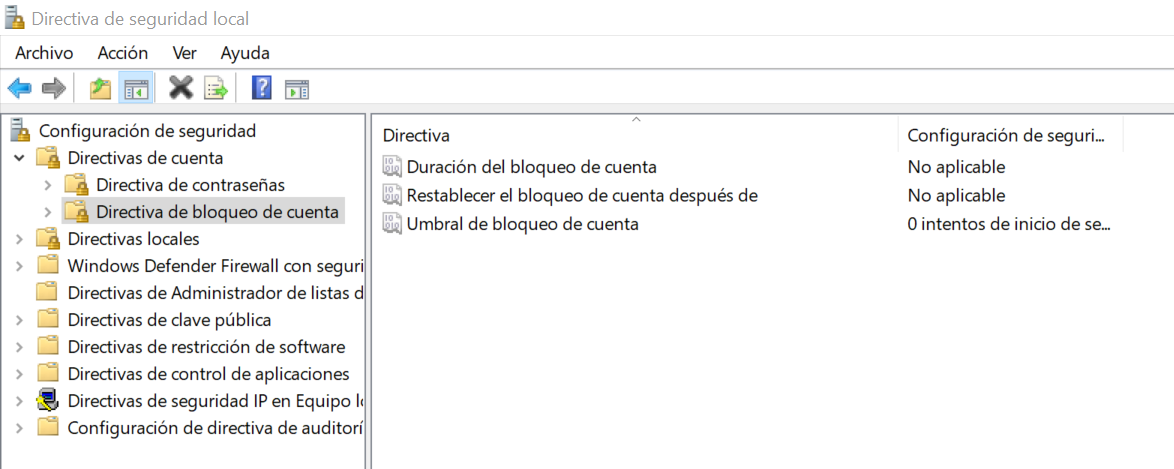 Directiva de seguridad local
Archivo Acción Ver Ayuda
Configuración de seguridad
Directivas de cuenta
Directiva de contraseñas
Directiva de bloqueo de cuenta
Directivas locales
Windows Defender Firewall con seguri
Directivas de Administrador de listas d
Directivas de clave pública
Directivas de restricción de software
Directivas de control de aplicaciones
Directivas de seguridad IP en Equipo lo
Configuración de directiva de auditorí
Directiva Configuración de seguri...
Duración del bloqueo de cuenta No aplicable
Restablecer el bloqueo de cuenta después de No aplicable
Umbral de bloqueo de cuenta 0 intentos de inicio de se...